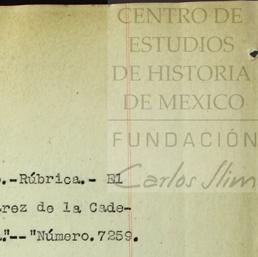 CENTRO DE
ESTUDIOS
DE HISTORIA
DE MEXICO
FUNDACIÓN
Carlos Slim
.-Rúbrica.- El
rez de la Cade-
."--"Número.7259.